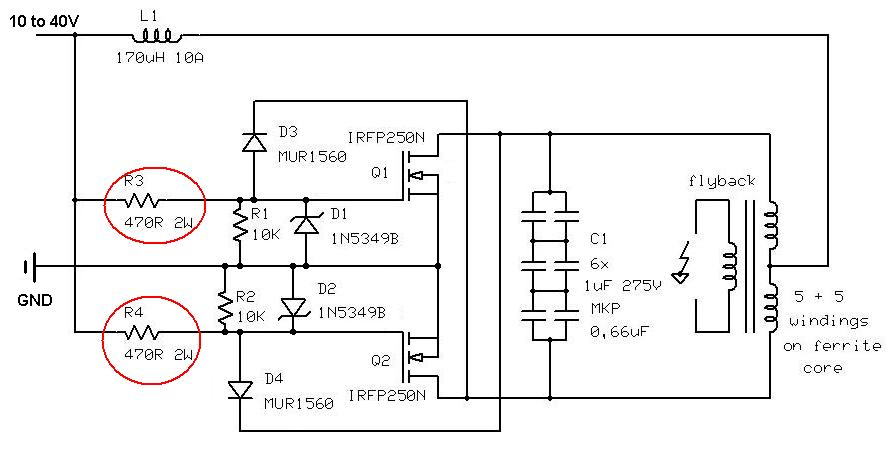 10 to 40V
L1
170uH 10A
D3
MUR1560
IRFP250N
Q1
R3
470R 2W
R1
10K
D1
1N5349B
flyback
C1
6x
1uF 275V
MKP
0,66uF
GND
R2
10K
D2
1N5349B
R4
470R 2W
Q2
IRFP250N
D4
MUR1560
5 + 5
windings
on ferrite
core